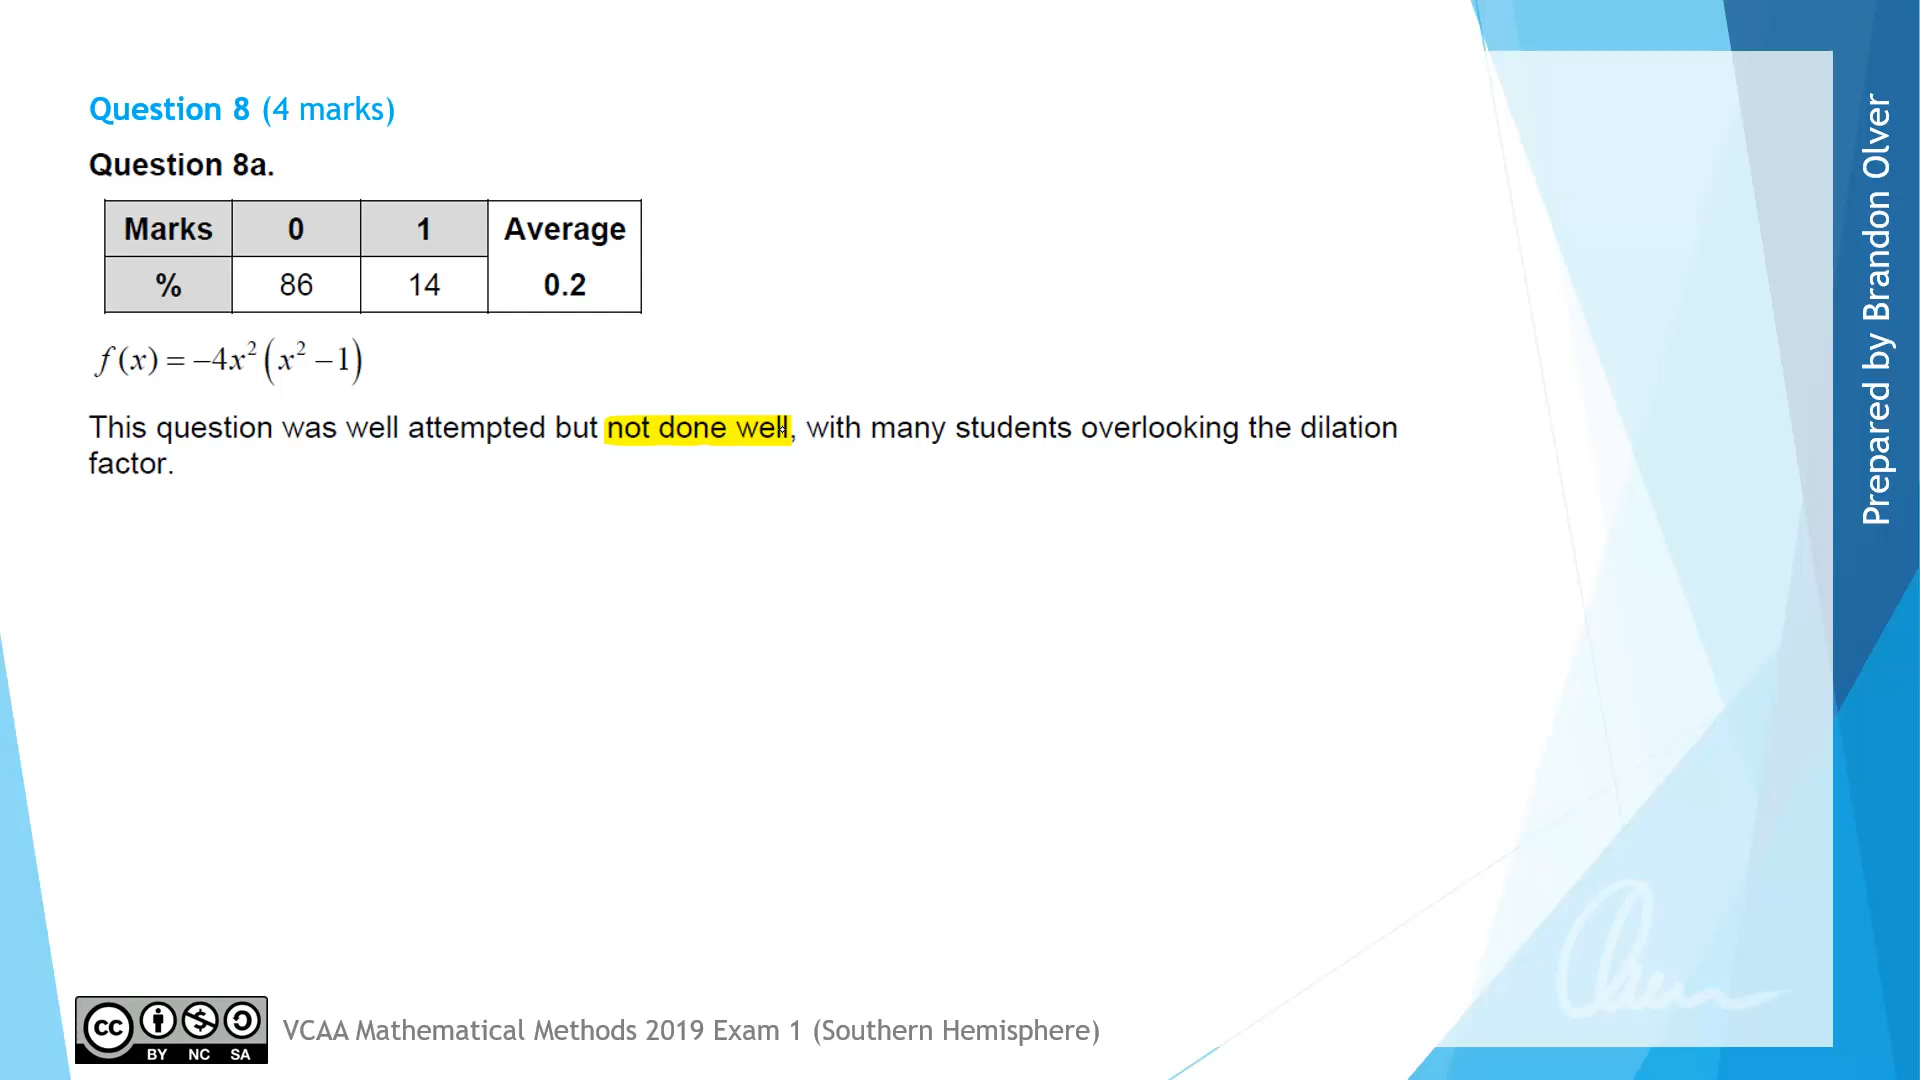 Question 8 (4 marks)
Question 8a.
Marks 0 1 Average
% 86 14 0.2
f(x) = −4x²(x² − 1)
This question was well attempted but not done well, with many students overlooking the dilation
factor.
Prepared by Brandon Olver
cc BY NC SA
VCAA Mathematical Methods 2019 Exam 1 (Southern Hemisphere)